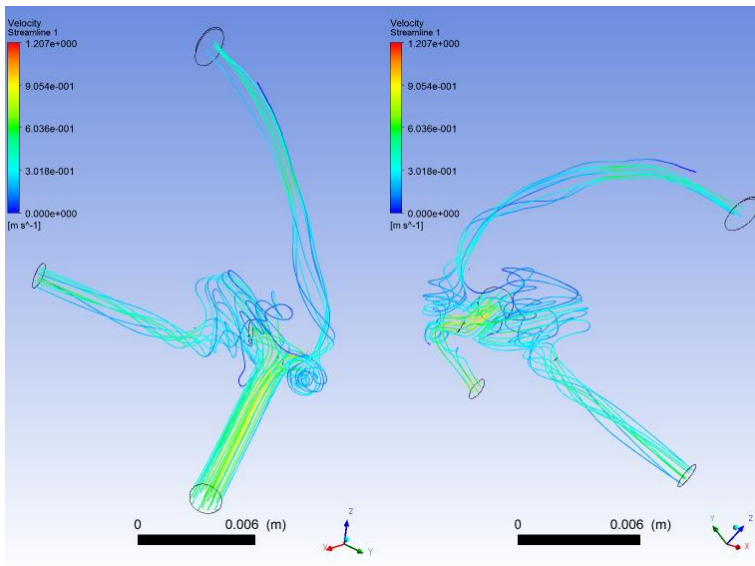 Velocity
Streamline 1
1.207e+000
9.054e-001
6.036e-001
3.018e-001
0.000e+000
[m s^-1]
0 0.006 (m)
Z
X
Y
Velocity
Streamline 1
1.207e+000
9.054e-001
6.036e-001
3.018e-001
0.000e+000
[m s^-1]
0 0.006 (m)
Y
Z
X